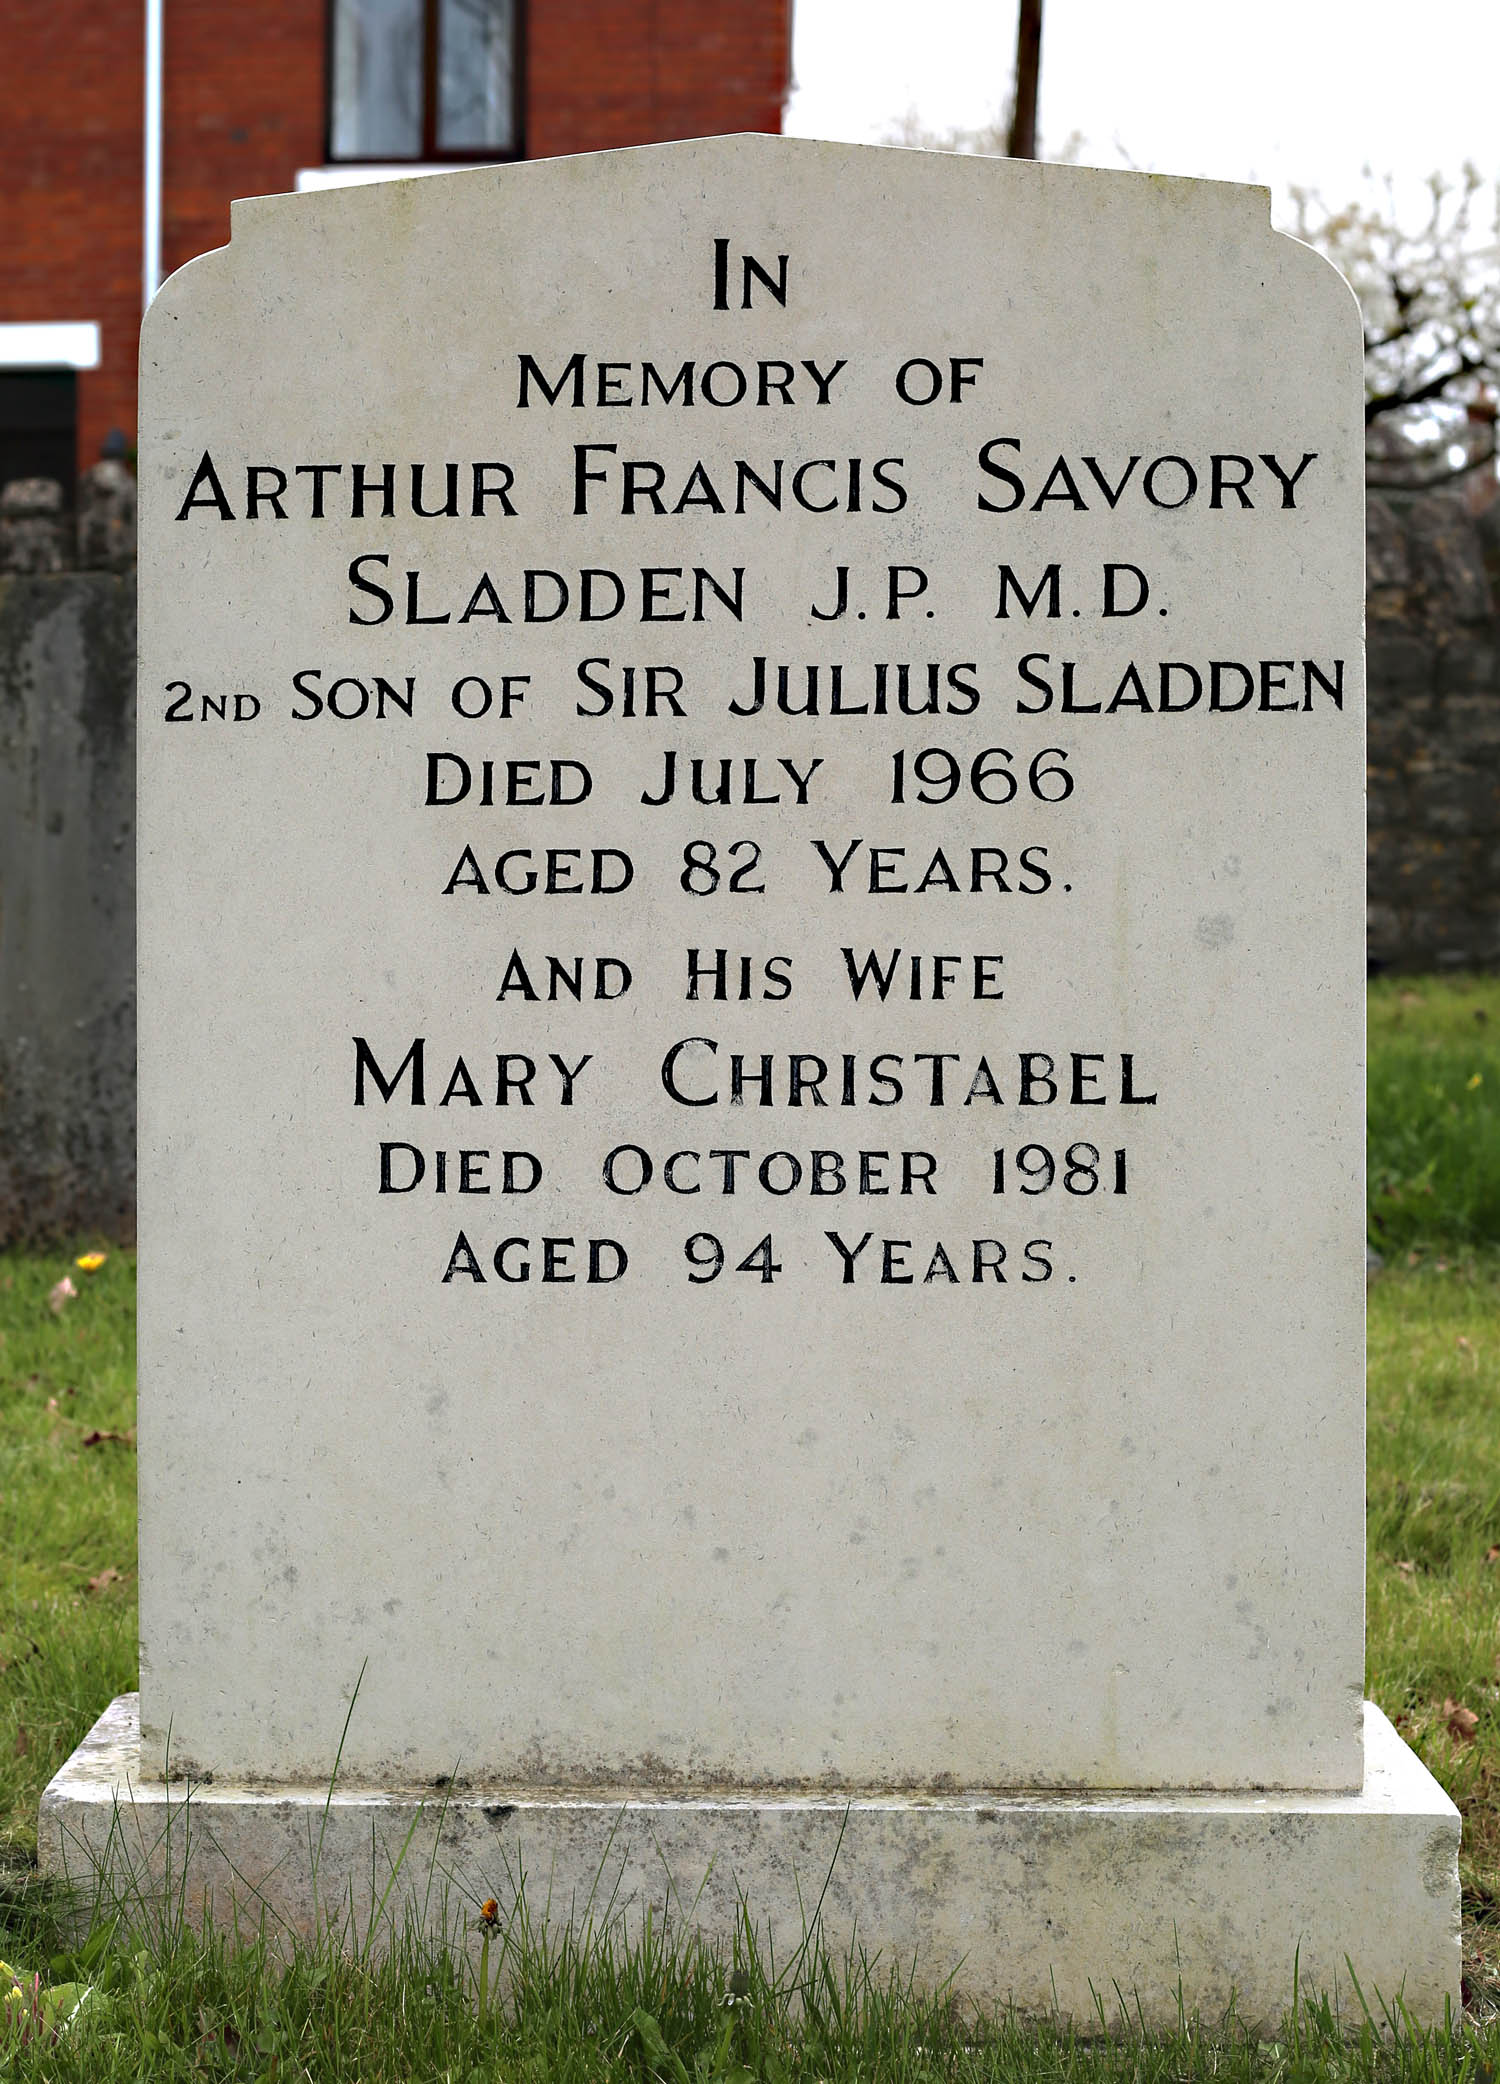 In
Memory of
Arthur Francis Savory
Sladden J.P. M.D.
2nd Son of Sir Julius Sladden
Died July 1966
Aged 82 Years.
And His Wife
Mary Christabel
Died October 1981
Aged 94 Years.